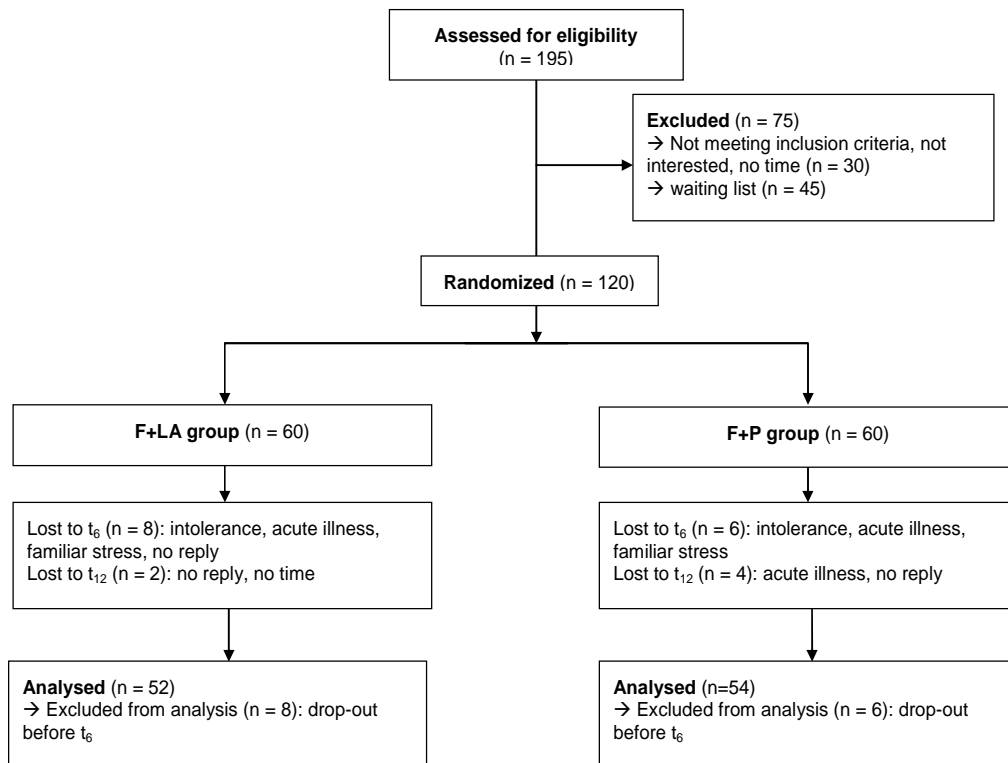 Assessed for eligibility
(n = 195)
Excluded (n = 75)
→ Not meeting inclusion criteria, not
interested, no time (n = 30)
→ waiting list (n = 45)
Randomized (n = 120)
F+LA group (n = 60)
F+P group (n = 60)
Lost to t₆ (n = 8): intolerance, acute illness,
familiar stress, no reply
Lost to t₁₂ (n = 2): no reply, no time
Lost to t₆ (n = 6): intolerance, acute illness,
familiar stress
Lost to t₁₂ (n = 4): acute illness, no reply
Analysed (n = 52)
→ Excluded from analysis (n = 8): drop-out
before t₆
Analysed (n=54)
→ Excluded from analysis (n = 6): drop-out
before t₆